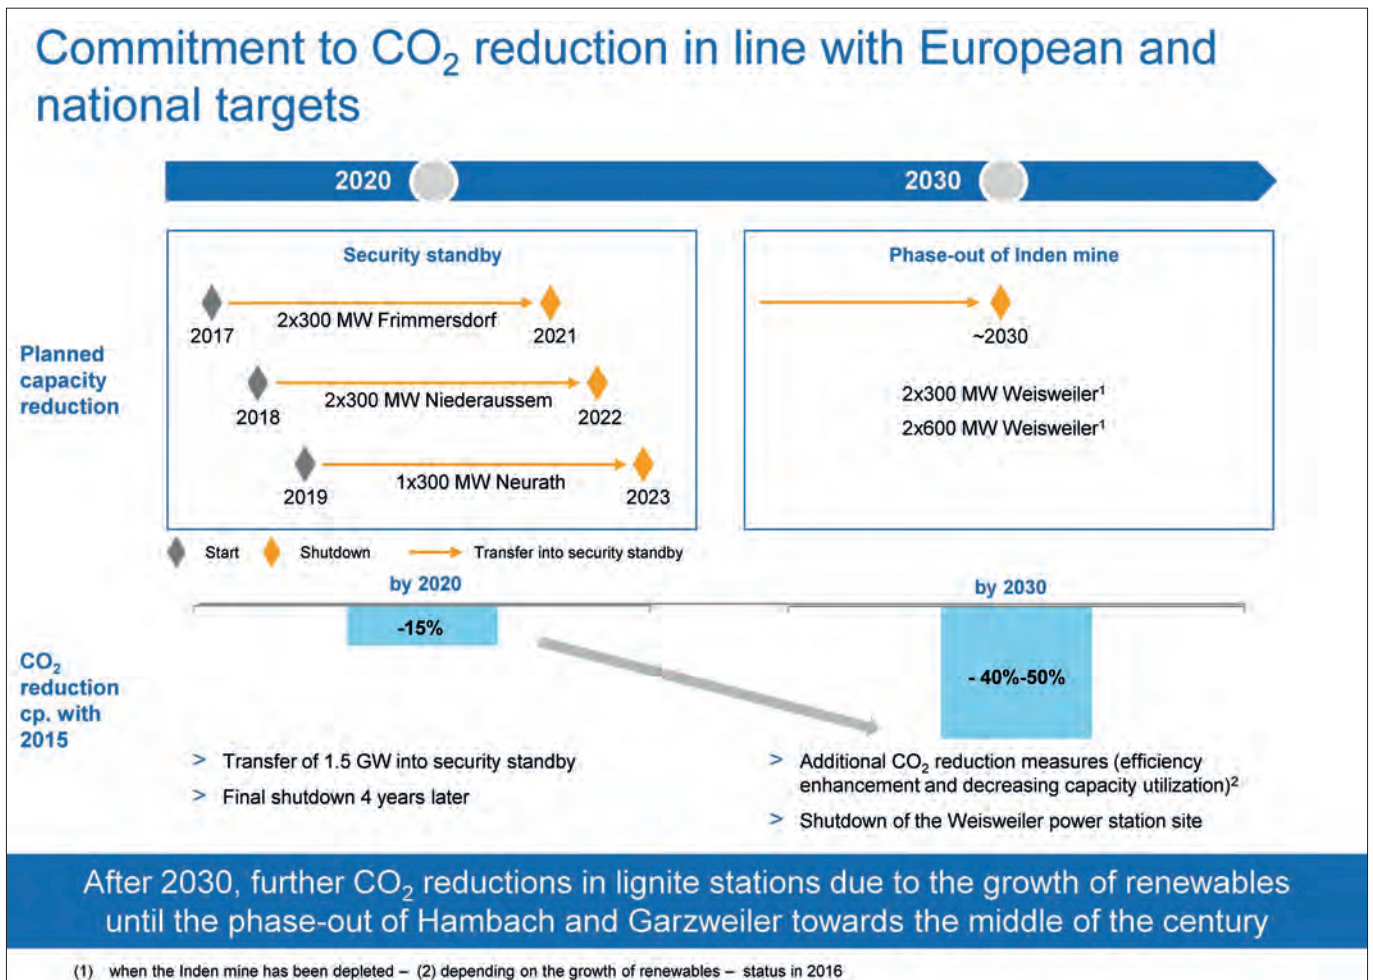 Commitment to CO₂ reduction in line with European and
national targets
2020
2030
Planned
capacity
reduction
Security standby
2x300 MW Frimmersdorf
2017
2021
2x300 MW Niederaussem
2018
2022
1x300 MW Neurath
2019
2023
Phase-out of Inden mine
~2030
2x300 MW Weisweiler¹
2x600 MW Weisweiler¹
Start
Shutdown
Transfer into security standby
CO₂
reduction
cp. with
2015
by 2020
-15%
> Transfer of 1.5 GW into security standby
> Final shutdown 4 years later
by 2030
- 40%-50%
> Additional CO₂ reduction measures (efficiency
enhancement and decreasing capacity utilization)²
> Shutdown of the Weisweiler power station site
After 2030, further CO₂ reductions in lignite stations due to the growth of renewables
until the phase-out of Hambach and Garzweiler towards the middle of the century
(1) when the Inden mine has been depleted – (2) depending on the growth of renewables – status in 2016